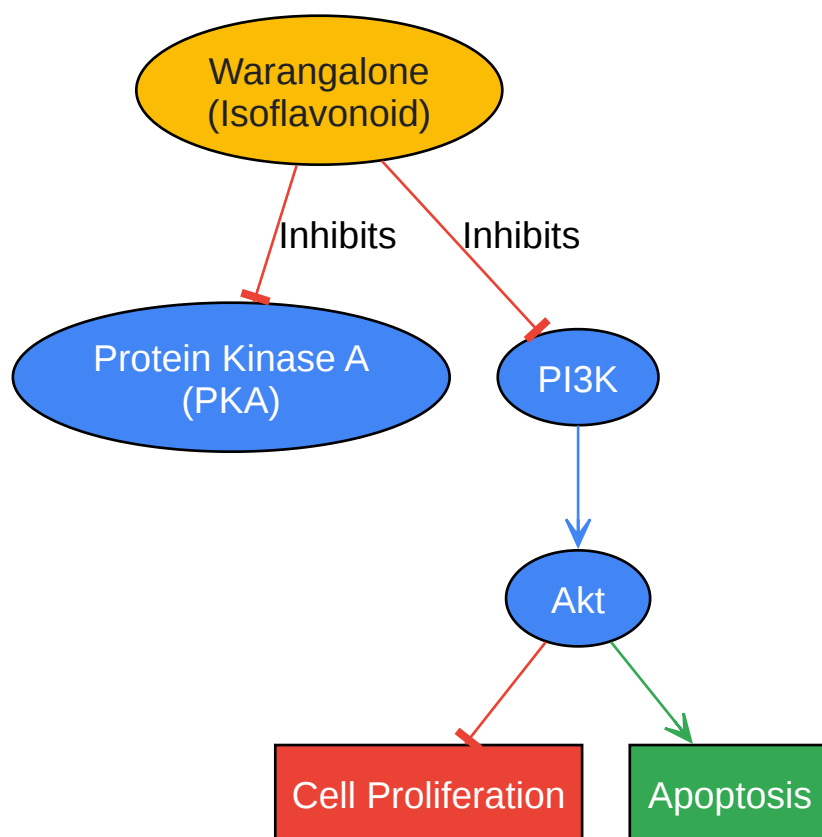 Warangalone
(Isoflavonoid)
Inhibits
Inhibits
Protein Kinase A
(PKA)
PI3K
Akt
Cell Proliferation
Apoptosis